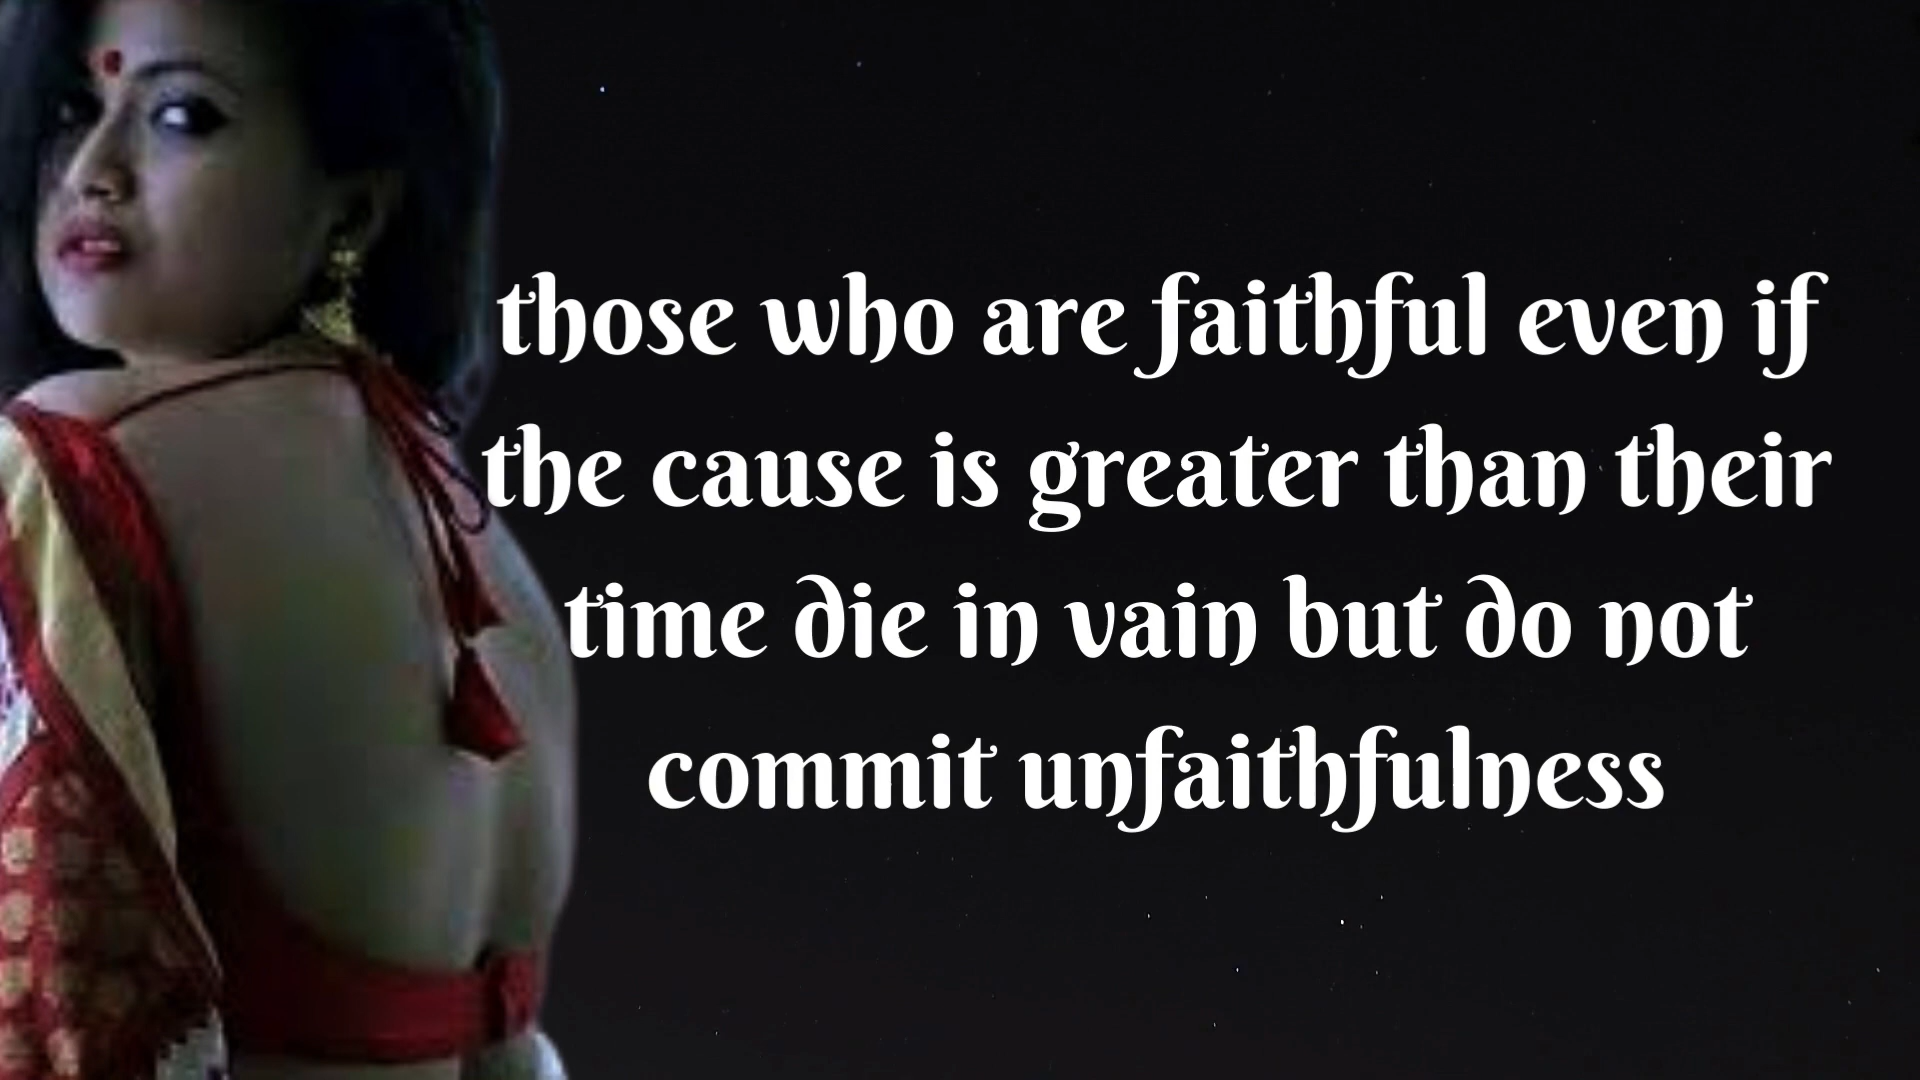 those who are faithful even if
the cause is greater than their
time die in vain but do not
commit unfaithfulness